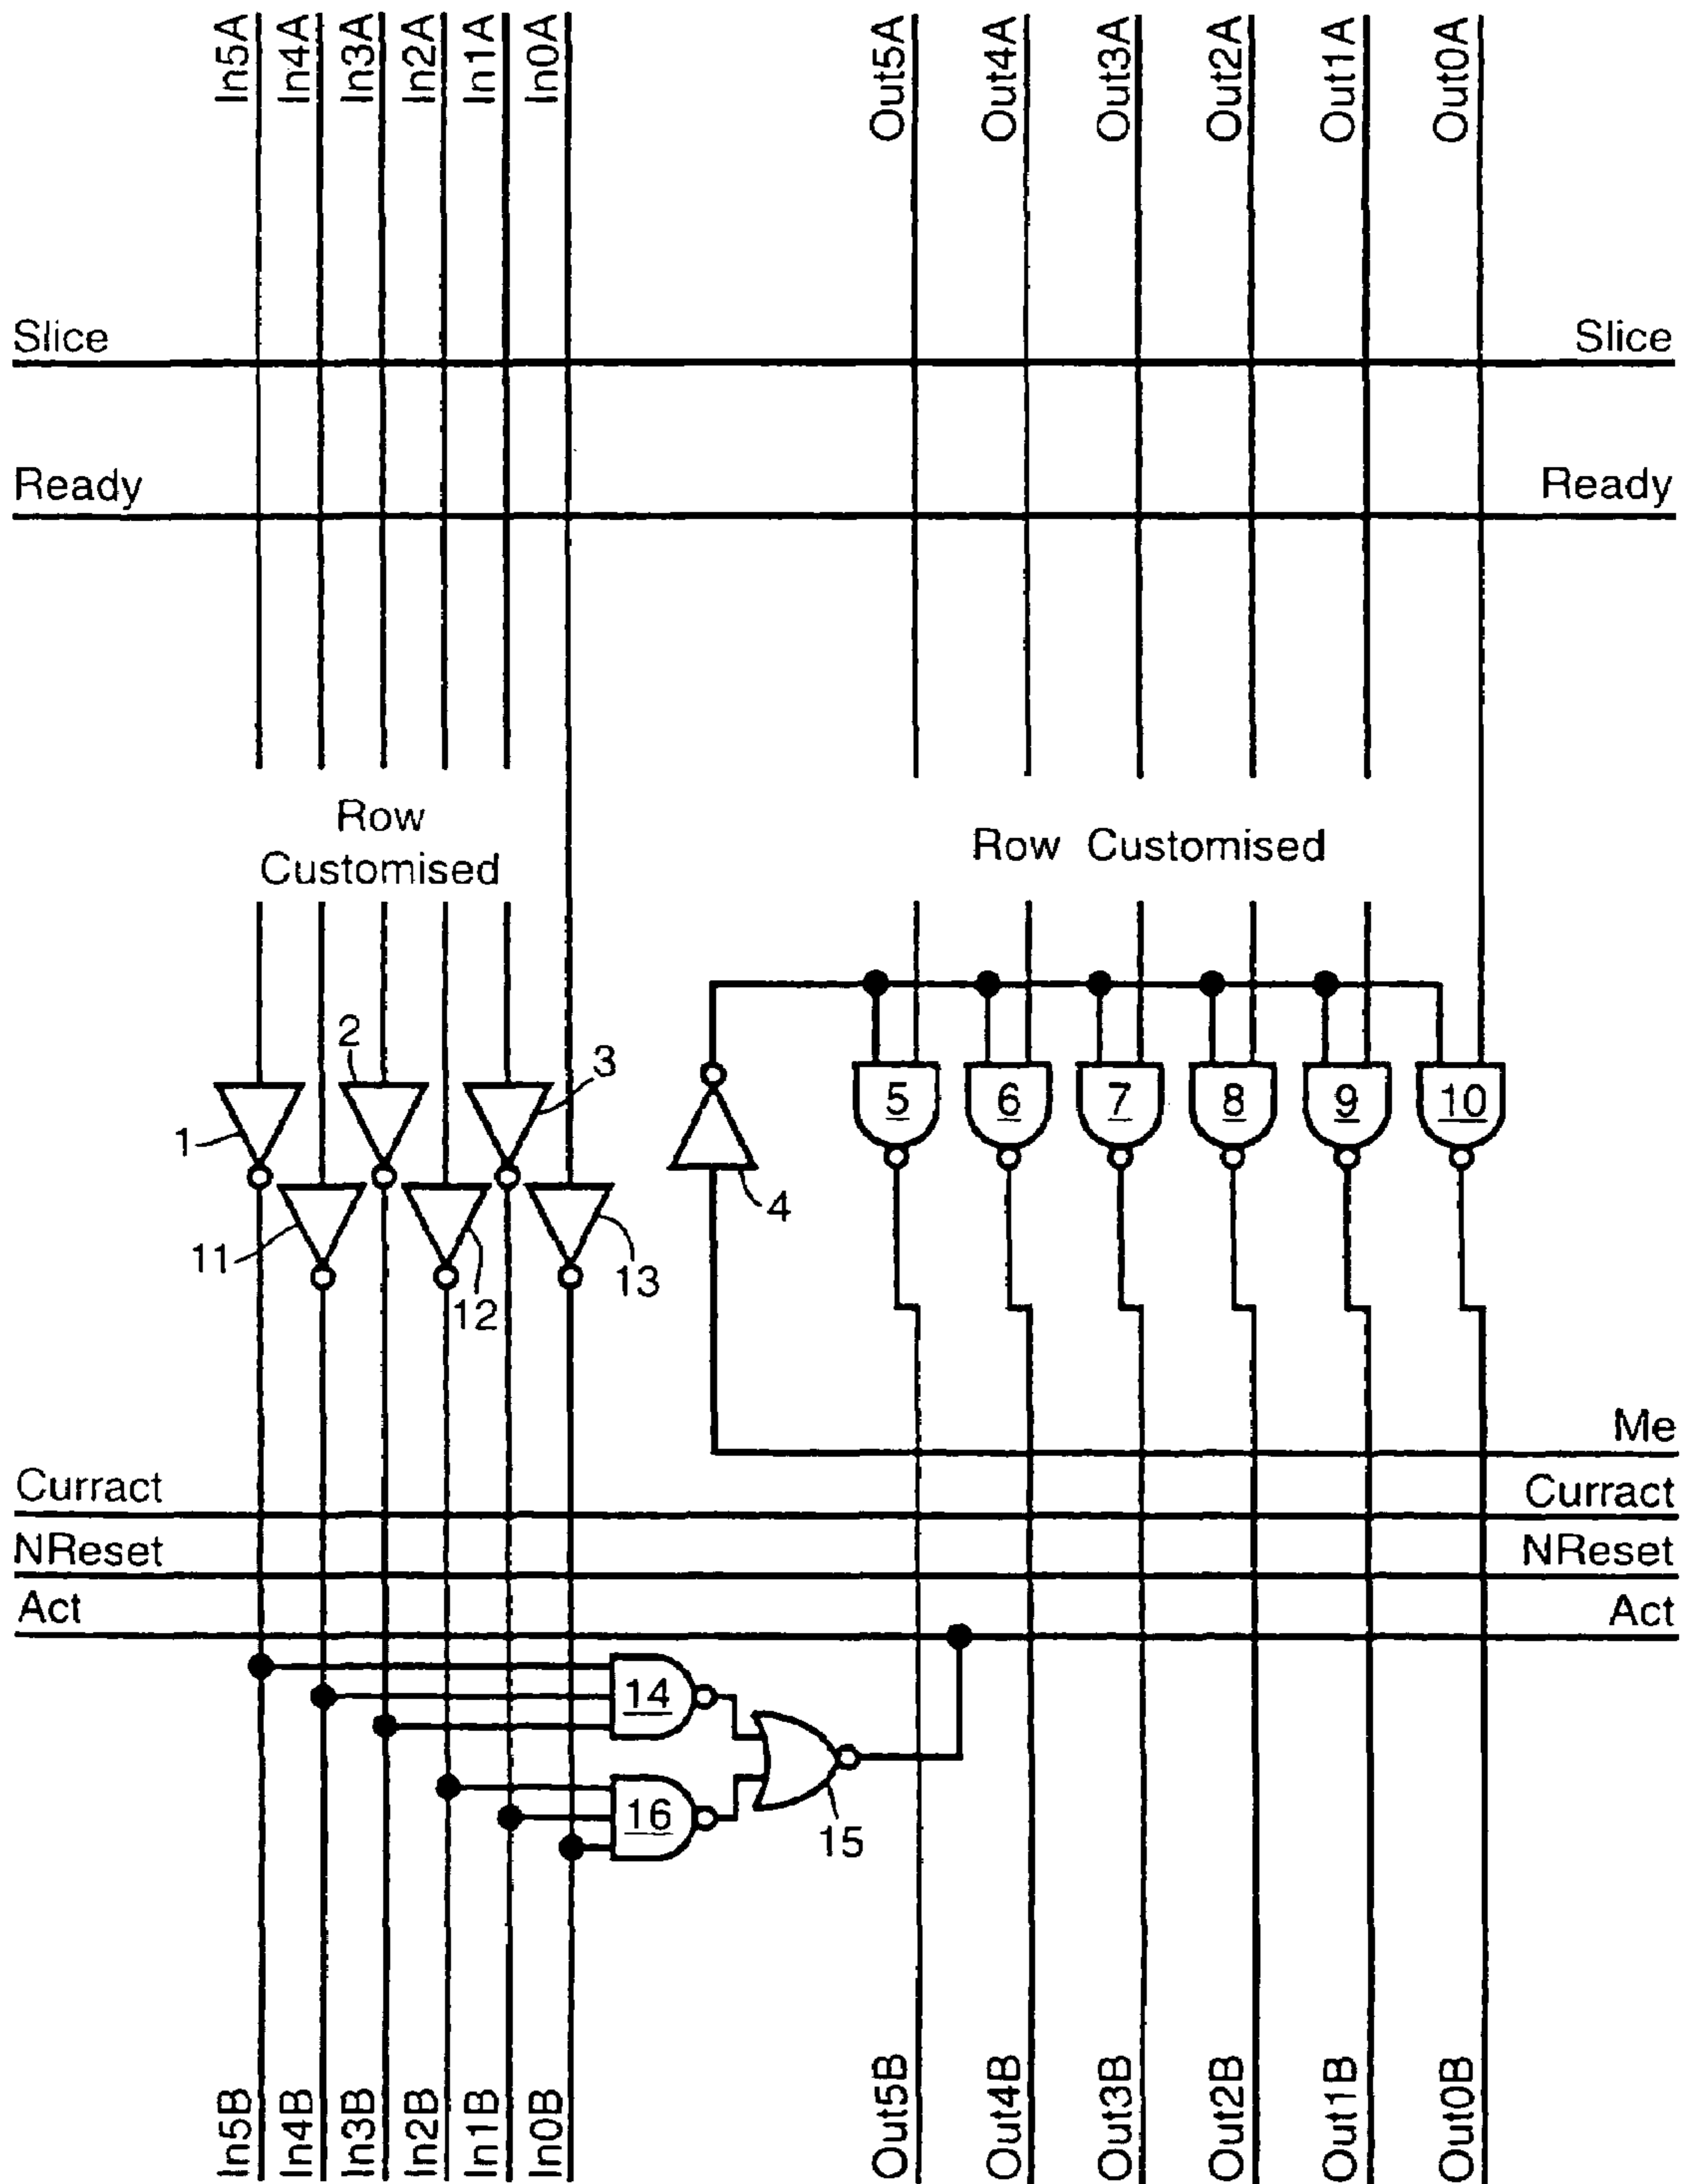 In5A
In4A
In3A
In2A
In1A
In0A
Out5A
Out4A
Out3A
Out2A
Out1A
Out0A
Slice
Slice
Ready
Ready
Row
Customised
Row Customised
2
3
1
5
6
7
8
9
10
4
11
12
13
Me
Curract
Curract
NReset
NReset
Act
Act
14
16
15
In5B
In4B
In3B
In2B
In1B
In0B
Out5B
Out4B
Out3B
Out2B
Out1B
Out0B